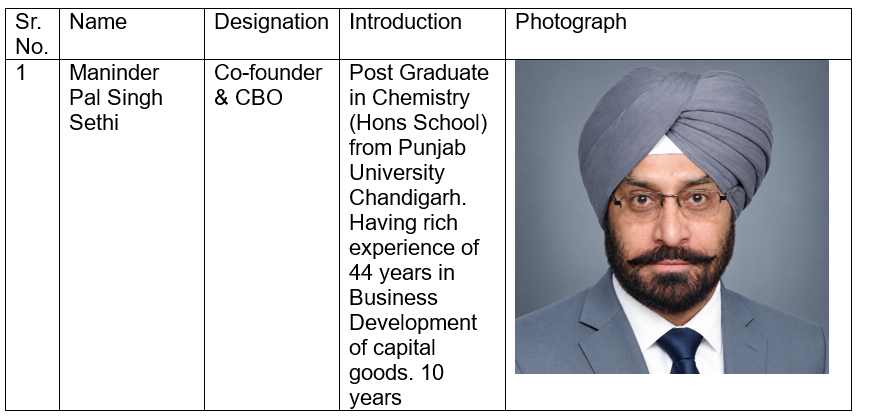 Sr. No.
Name
Designation
Introduction
Photograph
1
Maninder
Pal Singh
Sethi
Co-founder
& CBO
Post Graduate
in Chemistry
(Hons School)
from Punjab
University
Chandigarh.
Having rich
experience of
44 years in
Business
Development
of capital
goods. 10
years